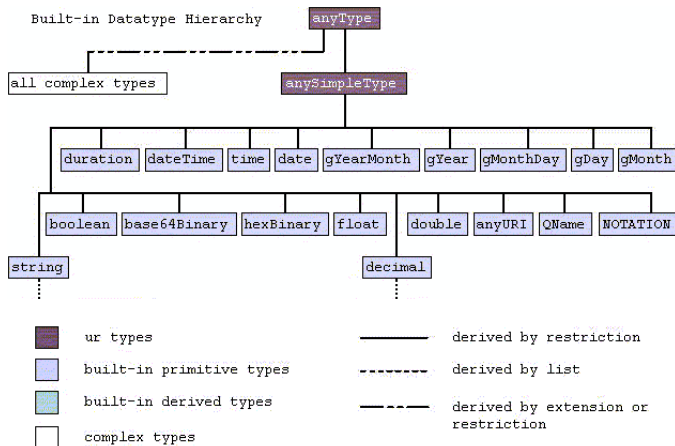 Built-in Datatype Hierarchy
anyType
all complex types
anySimpleType
duration dateTime time date gYearMonth gYear gMonthDay gDay gMonth
boolean base64Binary hexBinary float double anyURI QName NOTATION
string decimal
ur types
derived by restriction
built-in primitive types
derived by list
built-in derived types
derived by extension or
restriction
complex types